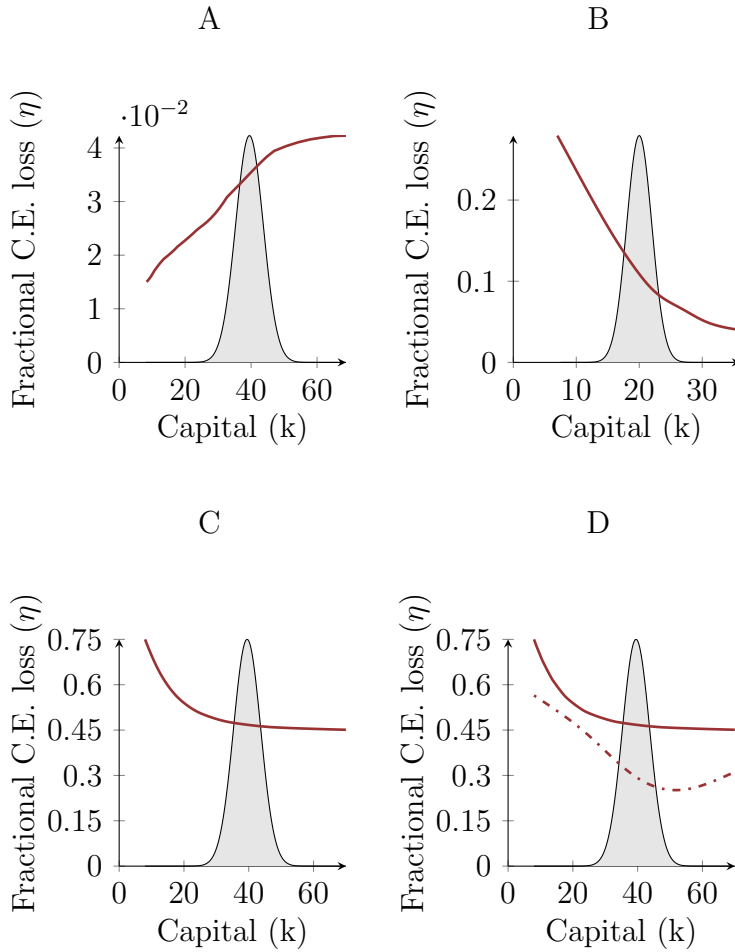 A
·10−2
Fractional C.E. loss (η)
4
3
2
1
0
0 20 40 60
Capital (k)
B
Fractional C.E. loss (η)
0.2
0.1
0
0 10 20 30
Capital (k)
C
Fractional C.E. loss (η)
0.75
0.6
0.45
0.3
0.15
0
0 20 40 60
Capital (k)
D
Fractional C.E. loss (η)
0.75
0.6
0.45
0.3
0.15
0
0 20 40 60
Capital (k)